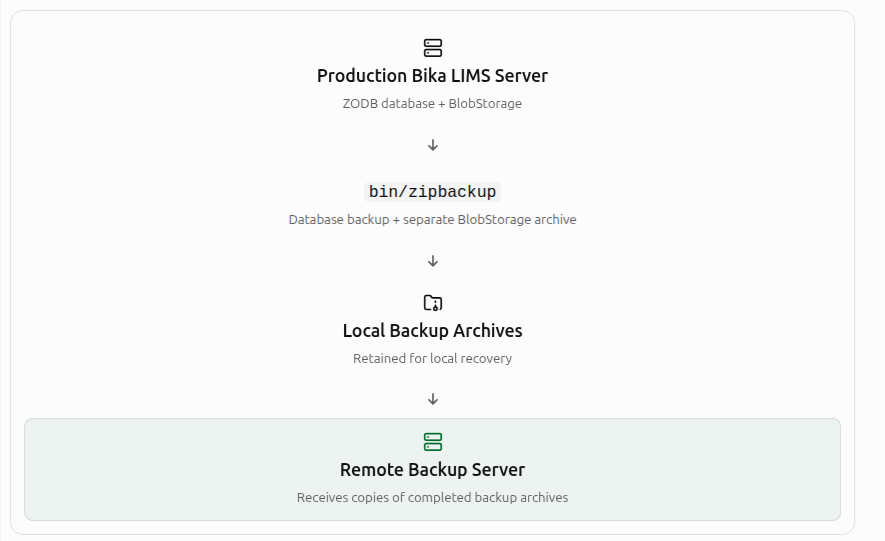 Production Bika LIMS Server
ZODB database + BlobStorage
bin/zipbackup
Database backup + separate BlobStorage archive
Local Backup Archives
Retained for local recovery
Remote Backup Server
Receives copies of completed backup archives